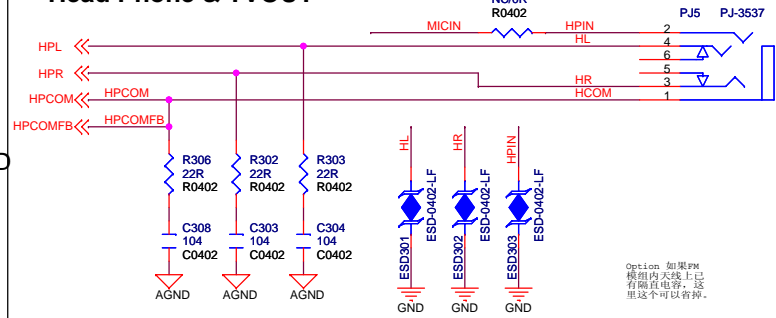 Head Phone & TVOUT
NC/0R
R0402
PJ5 PJ-3537
MICIN
HPIN
2
HPL
HL
4
6
HPR
5
HR
3
HPCOM
HPCOM
HCOM
1
HPCOMFB
HPCOMFB
D
R306
22R
R0402
R302
22R
R0402
R303
22R
R0402
C308
104
C0402
C303
104
C0402
C304
104
C0402
AGND
AGND
AGND
HL
HR
HPIN
ESD-0402-LF
ESD-0402-LF
ESD-0402-LF
ESD301
ESD302
ESD303
GND
GND
GND
Option 如果FM
模组内天线上已
有隔直电容，这
里这个可以省掉。